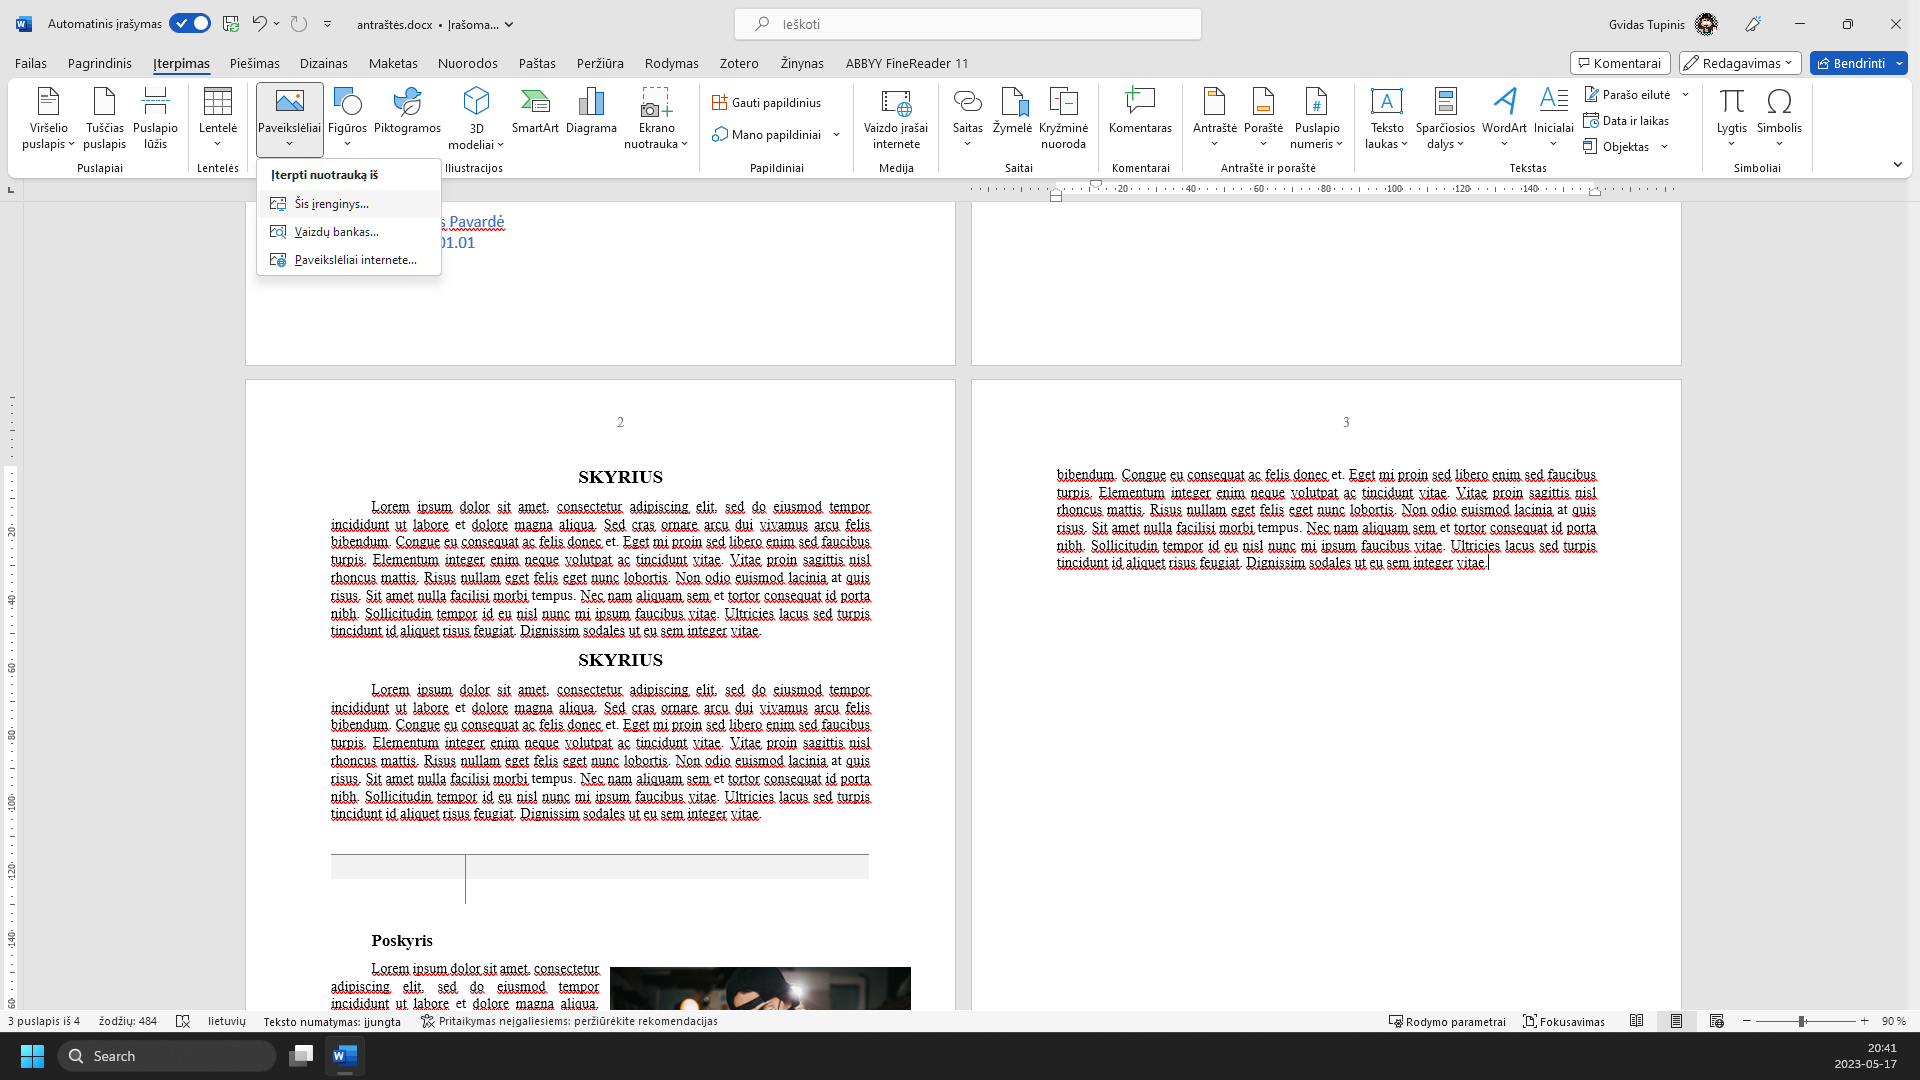 Automatinis įrašymas
antraštės.docx • Įrašoma...
Ieškoti
Gvidas Tupinis
Failas Pagrindinis Įterpimas Piešimas Dizainas Maketas Nuorodos Paštas Peržiūra Rodymas Zotero Žinynas ABBYY FineReader 11
Komentarai Redagavimas Bendrinti
Viršelio puslapis
Tuščias puslapis
Puslapio lūžis
Puslapiai
Lentelė
Lentelės
Paveikslėliai
Figūros
Piktogramos
3D modeliai
SmartArt
Diagrama
Ekrano nuotrauka
Iliustracijos
Gauti papildinius
Mano papildiniai
Papildiniai
Vaizdo įrašai internete
Medija
Saitas
Žymelė
Kryžminė nuoroda
Saitai
Komentaras
Komentarai
Antraštė
Poraštė
Puslapio numeris
Antraštė ir poraštė
Teksto laukas
Sparčiosios dalys
WordArt
Inicialai
Parašo eilutė
Data ir laikas
Objektas
Tekstas
Lygtis
Simbolis
Simboliai
Įterpti nuotrauką iš
Šis įrenginys...
Vaizdų bankas...
Paveikslėliai internete...
20 40 60 80 100 120 140
s Pavardė
01.01
2
SKYRIUS
Lorem ipsum dolor sit amet, consectetur adipiscing elit, sed do eiusmod tempor
incididunt ut labore et dolore magna aliqua. Sed cras ornare arcu dui vivamus arcu felis
bibendum. Congue eu consequat ac felis donec et. Eget mi proin sed libero enim sed faucibus
turpis. Elementum integer enim neque volutpat ac tincidunt vitae. Vitae proin sagittis nisl
rhoncus mattis. Risus nullam eget felis eget nunc lobortis. Non odio euismod lacinia at quis
risus. Sit amet nulla facilisi morbi tempus. Nec nam aliquam sem et tortor consequat id porta
nibh. Sollicitudin tempor id eu nisl nunc mi ipsum faucibus vitae. Ultricies lacus sed turpis
tincidunt id aliquet risus feugiat. Dignissim sodales ut eu sem integer vitae.
SKYRIUS
Lorem ipsum dolor sit amet, consectetur adipiscing elit, sed do eiusmod tempor
incididunt ut labore et dolore magna aliqua. Sed cras ornare arcu dui vivamus arcu felis
bibendum. Congue eu consequat ac felis donec et. Eget mi proin sed libero enim sed faucibus
turpis. Elementum integer enim neque volutpat ac tincidunt vitae. Vitae proin sagittis nisl
rhoncus mattis. Risus nullam eget felis eget nunc lobortis. Non odio euismod lacinia at quis
risus. Sit amet nulla facilisi morbi tempus. Nec nam aliquam sem et tortor consequat id porta
nibh. Sollicitudin tempor id eu nisl nunc mi ipsum faucibus vitae. Ultricies lacus sed turpis
tincidunt id aliquet risus feugiat. Dignissim sodales ut eu sem integer vitae.
Poskyris
Lorem ipsum dolor sit amet, consectetur
adipiscing elit, sed do eiusmod tempor
incididunt ut labore et dolore magna aliqua.
3
bibendum. Congue eu consequat ac felis donec et. Eget mi proin sed libero enim sed faucibus
turpis. Elementum integer enim neque volutpat ac tincidunt vitae. Vitae proin sagittis nisl
rhoncus mattis. Risus nullam eget felis eget nunc lobortis. Non odio euismod lacinia at quis
risus. Sit amet nulla facilisi morbi tempus. Nec nam aliquam sem et tortor consequat id porta
nibh. Sollicitudin tempor id eu nisl nunc mi ipsum faucibus vitae. Ultricies lacus sed turpis
tincidunt id aliquet risus feugiat. Dignissim sodales ut eu sem integer vitae.
20 40 60 80 100 120 140 60
3 puslapis iš 4 žodžių: 484 lietuvių Teksto numatymas: įjungta Pritaikymas neįgaliesiems: peržiūrėkite rekomendacijas
Rodymo parametrai Fokusavimas 90 %
Search
20:41
2023-05-17